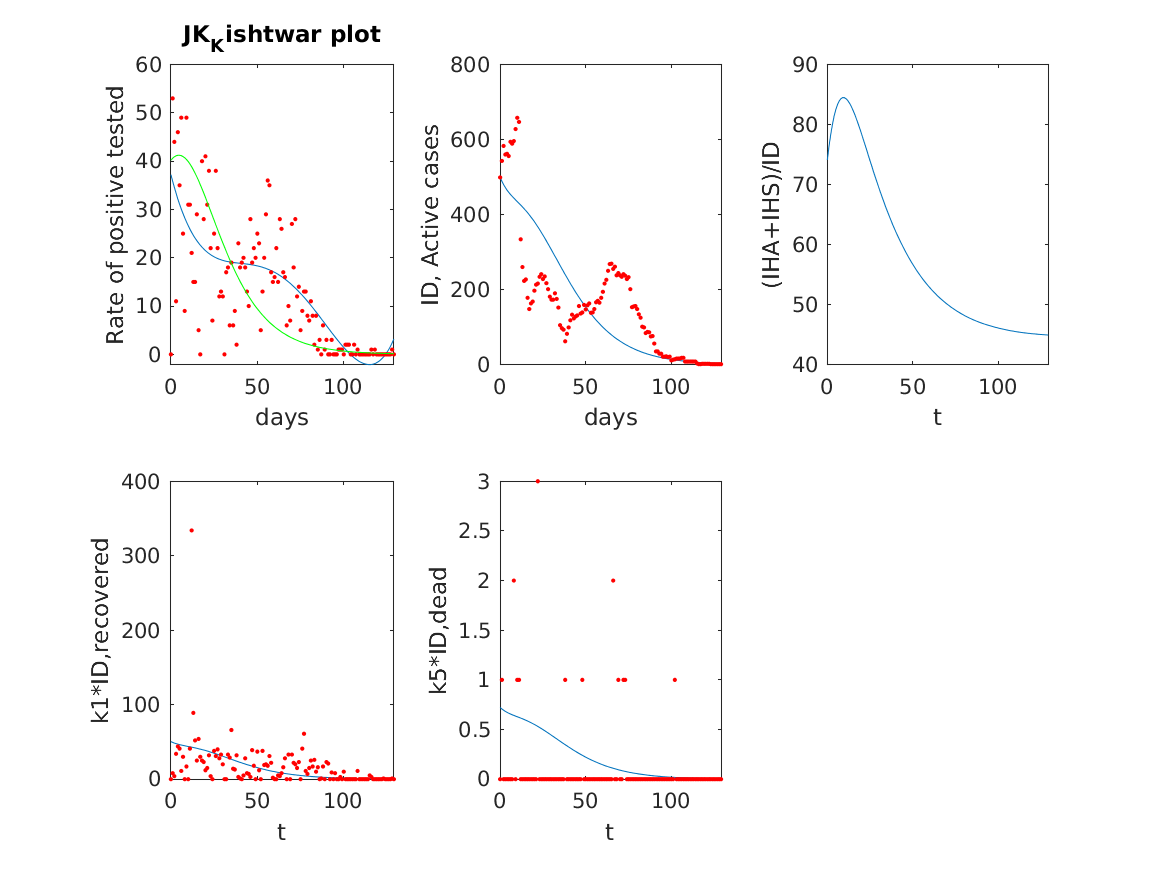 JK_Kishtwar plot
Rate of positive tested
60
50
40
30
20
10
0
0 50 100
days
ID, Active cases
800
600
400
200
0
0 50 100
days
(IHA+IHS)/ID
90
80
70
60
50
40
0 50 100
t
k1*ID,recovered
400
300
200
100
0
0 50 100
t
k5*ID,dead
3
2.5
2
1.5
1
0.5
0
0 50 100
t